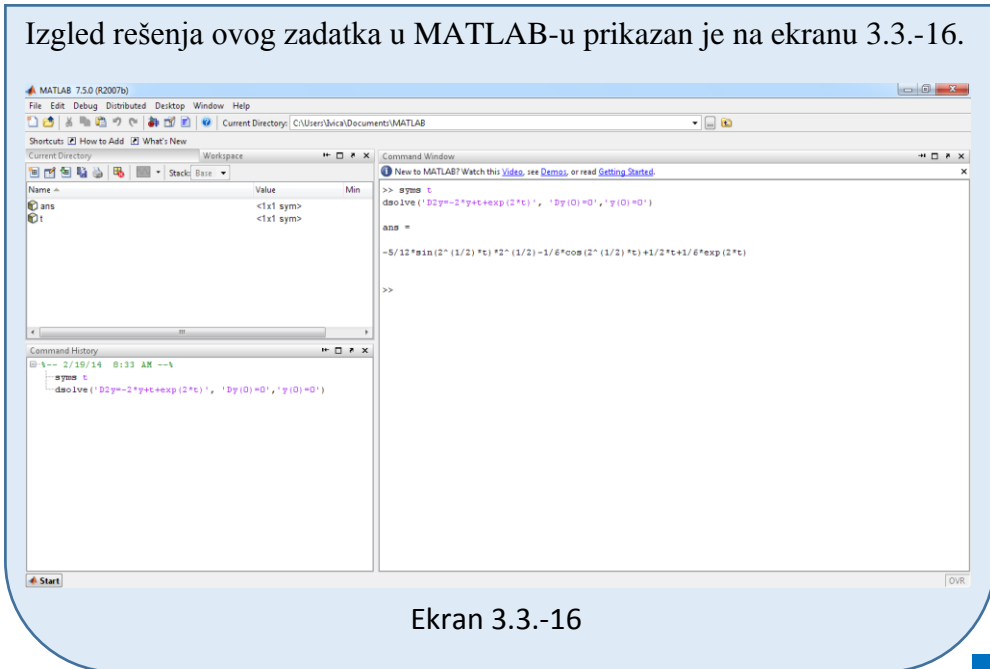 Izgled rešenja ovog zadatka u MATLAB-u prikazan je na ekranu 3.3.-16.
MATLAB 7.5.0 (R2007b)
File Edit Debug Distributed Desktop Window Help
Current Directory: C:\Users\Ivica\Documents\MATLAB
Shortcuts How to Add What's New
Current Directory Workspace
Stack: Base
Name Value Min
ans <1x1 sym>
t <1x1 sym>
Command History
%-- 2/19/14 8:33 AM --%
syms t
dsolve('D2y=-2*y+t+exp(2*t)', 'Dy(0)=0','y(0)=0')
Command Window
New to MATLAB? Watch this Video, see Demos, or read Getting Started.
>> syms t
dsolve('D2y=-2*y+t+exp(2*t)', 'Dy(0)=0','y(0)=0')
ans =
-5/12*sin(2^(1/2)*t)*2^(1/2)-1/6*cos(2^(1/2)*t)+1/2*t+1/6*exp(2*t)
>>
Start
OVR
Ekran 3.3.-16